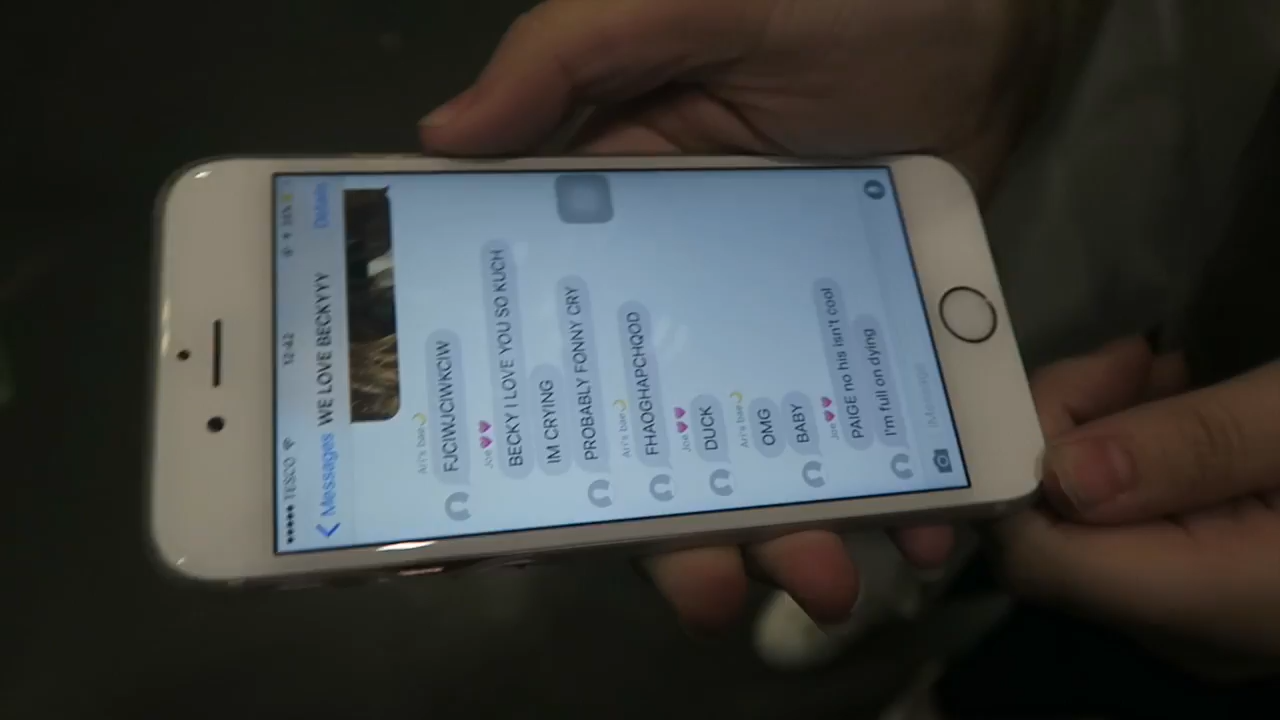 TESCO 12:42
Messages WE LOVE BECKYYY Details
Ari's bae🌙
FJCIWJCIWKCIW
Joe💗💗
BECKY I LOVE YOU SO KUCH
IM CRYING
PROBABLY FONNY CRY
Ari's bae🌙
FHAOGHAPCHQOD
Joe💗💗
DUCK
Ari's bae🌙
OMG
BABY
Joe💗💗
PAIGE no his isn't cool
I'm full on dying
iMessage